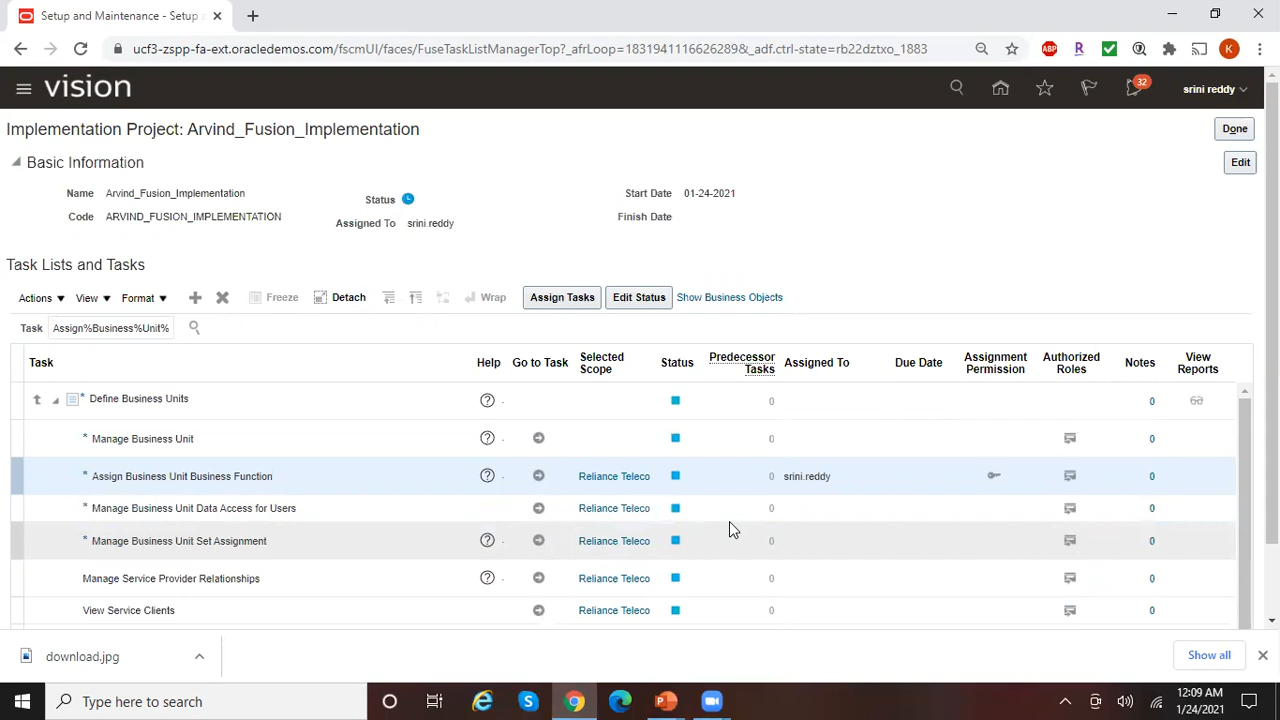 Setup and Maintenance - Setup a
ucf3-zspp-fa-ext.oracledemos.com/fscmUI/faces/FuseTaskListManagerTop?_afrLoop=18319411166262​89&_adf.ctrl-state=rb22dztxo_1883
ABP
R
K
vision
32
srini reddy
Implementation Project: Arvind_Fusion_Implementation
Done
Basic Information
Edit
Name Arvind_Fusion_Implementation
Status
Start Date 01-24-2021
Code ARVIND_FUSION_IMPLEMENTATION
Assigned To srini.reddy
Finish Date
Task Lists and Tasks
Actions View Format Freeze Detach Wrap Assign Tasks Edit Status Show Business Objects
Task Assign%Business%Unit%
Task Help Go to Task Selected Scope Status Predecessor Tasks Assigned To Due Date Assignment Permission Authorized Roles Notes View Reports
* Define Business Units ? 0 0
* Manage Business Unit ? 0 0
* Assign Business Unit Business Function ? Reliance Teleco 0 srini.reddy 0
* Manage Business Unit Data Access for Users Reliance Teleco 0 0
* Manage Business Unit Set Assignment ? Reliance Teleco 0 0
Manage Service Provider Relationships ? Reliance Teleco 0 0
View Service Clients Reliance Teleco 0 0
download.jpg
Show all
Type here to search
12:09 AM
1/24/2021